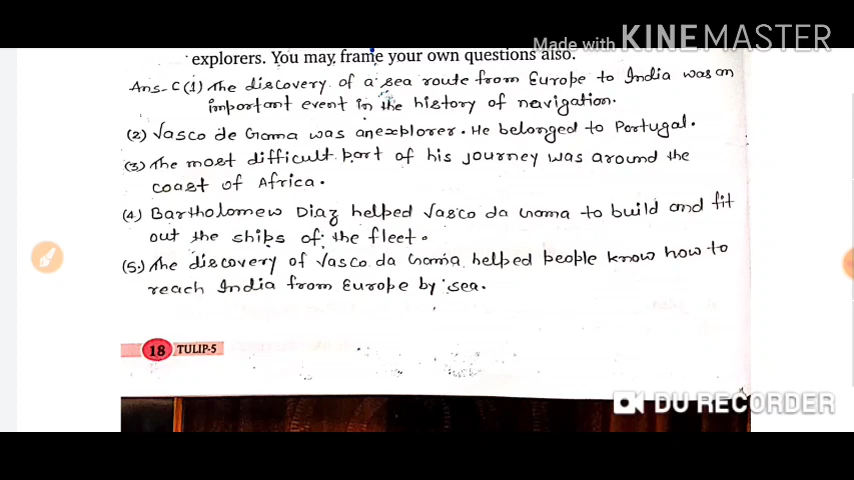 Made with KINEMASTER
explorers. You may, frame your own questions also.
Ans-C (1) The discovery of a sea route from Europe to India was an
important event in the history of navigation.
(2) Vasco de Gama was an explorer. He belonged to Portugal.
(3) The most difficult part of his journey was around the
coast of Africa.
(4) Bartholomew Diaz helped Vasco da Gama to build and fit
out the ships of the fleet.
(5) The discovery of Vasco da Gama helped people know how to
reach India from Europe by sea.
18 TULIP-5
DU RECORDER